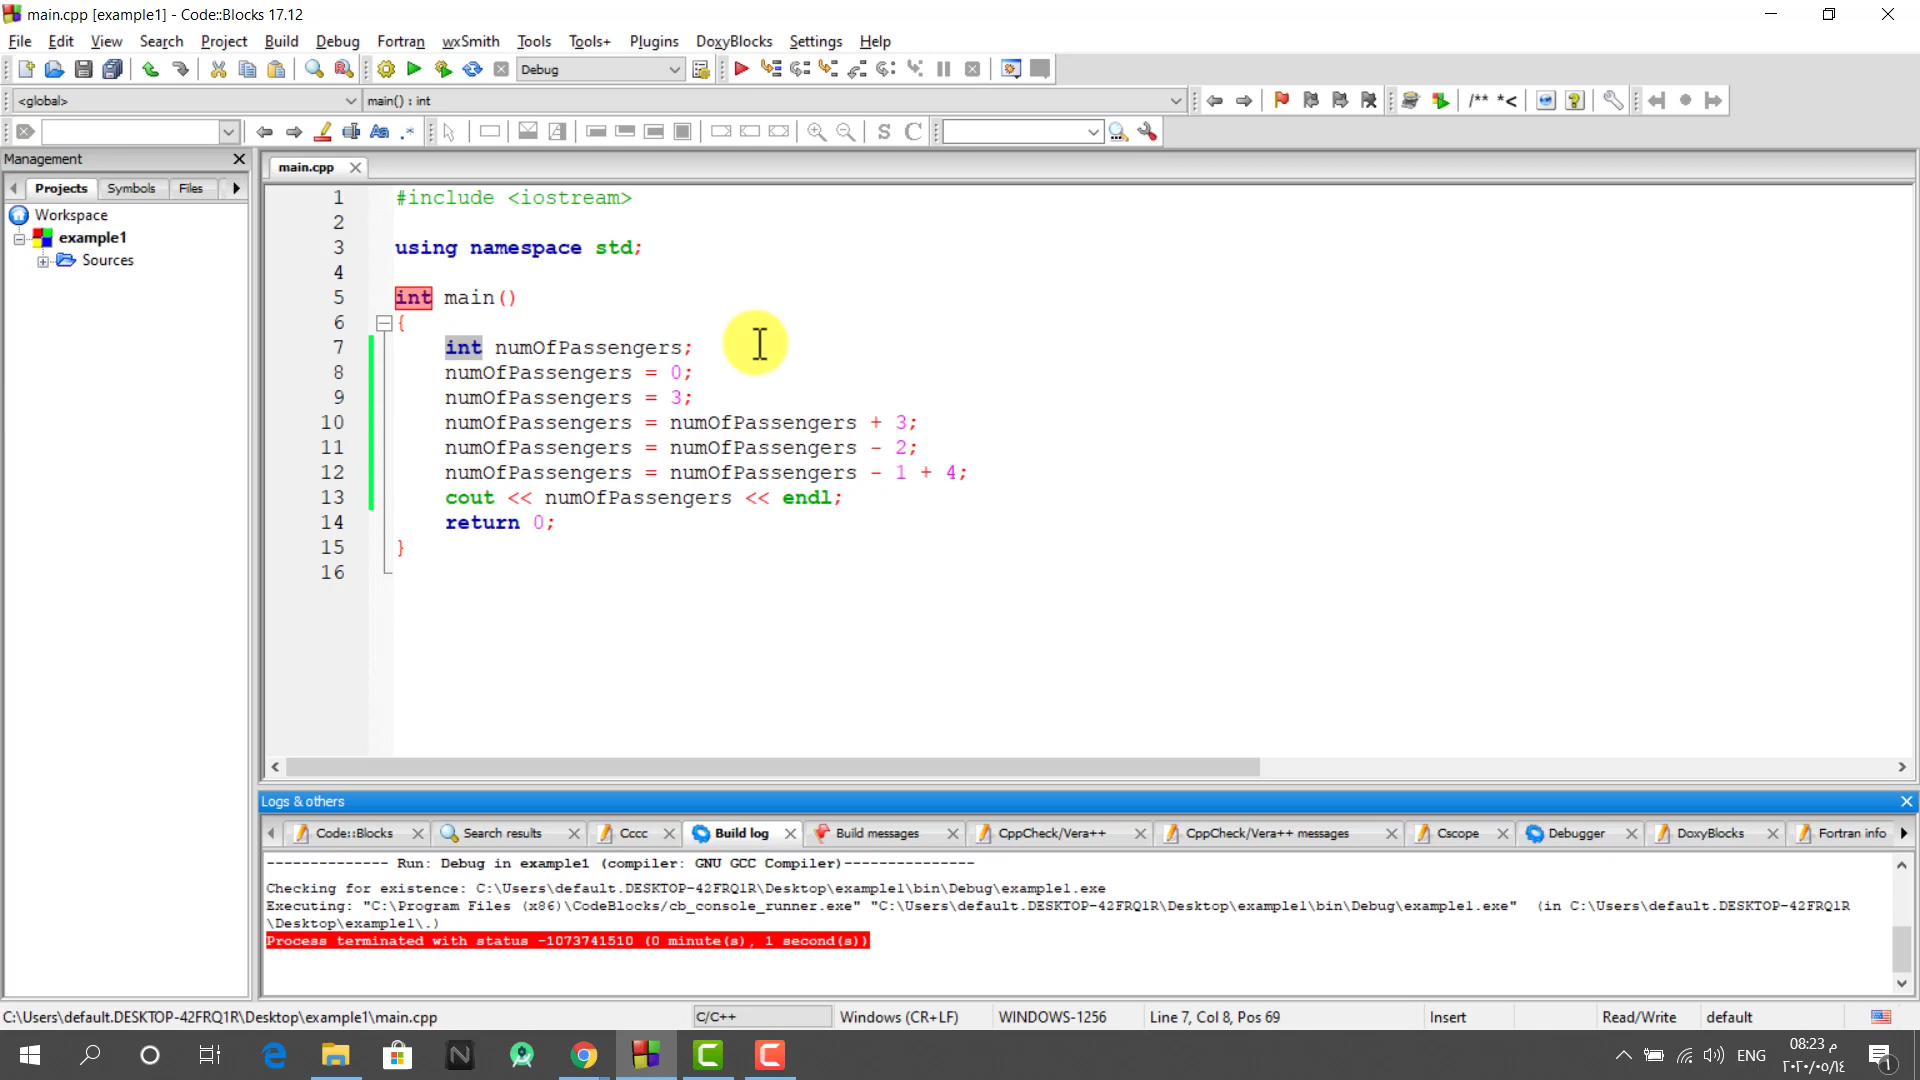 main.cpp [example1] - Code::Blocks 17.12
File Edit View Search Project Build Debug Fortran wxSmith Tools Tools+ Plugins DoxyBlocks Settings Help
Debug
<global> main() : int /** *<
Aa .* S C
Management
main.cpp
Projects Symbols Files
Workspace
example1
Sources
1 #include <iostream>
2
3 using namespace std;
4
5 int main()
6 {
7 int numOfPassengers;
8 numOfPassengers = 0;
9 numOfPassengers = 3;
10 numOfPassengers = numOfPassengers + 3;
11 numOfPassengers = numOfPassengers - 2;
12 numOfPassengers = numOfPassengers - 1 + 4;
13 cout << numOfPassengers << endl;
14 return 0;
15 }
16
Logs & others
Code::Blocks Search results Cccc Build log Build messages CppCheck/Vera++ CppCheck/Vera++ messages Cscope Debugger DoxyBlocks Fortran info
-------------- Run: Debug in example1 (compiler: GNU GCC Compiler)---------------
Checking for existence: C:\Users\default.DESKTOP-42FRQ1R\Desktop\example1\bin\Debug\example1.exe
Executing: "C:\Program Files (x86)\CodeBlocks/cb_console_runner.exe" "C:\Users\default.DESKTOP-42FRQ1R\Desktop\example1\bin\Debug\example1.exe" (in C:\Users\default.DESKTOP-42FRQ1R
\Desktop\example1\.)
Process terminated with status -1073741510 (0 minute(s), 1 second(s))
C:\Users\default.DESKTOP-42FRQ1R\Desktop\example1\main.cpp C/C++ Windows (CR+LF) WINDOWS-1256 Line 7, Col 8, Pos 69 Insert Read/Write default
ENG
08:23 م
٢٠٢٠/٠٥/١٤
1